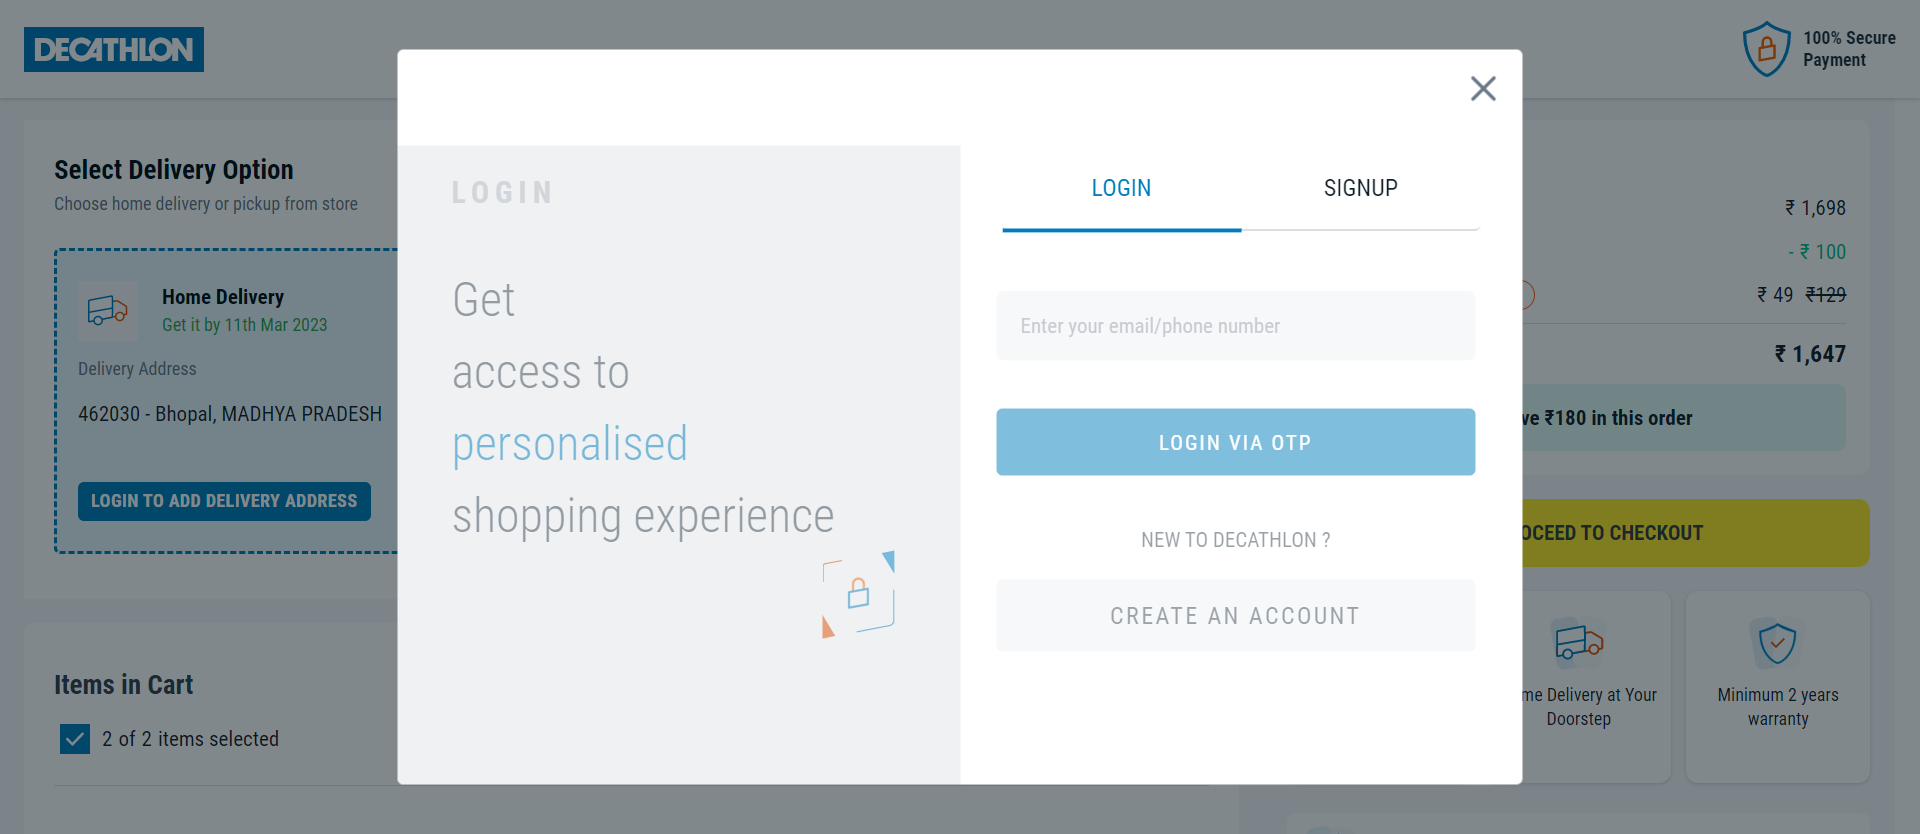 DECATHLON
100% Secure
Payment
Select Delivery Option
Choose home delivery or pickup from store
Home Delivery
Get it by 11th Mar 2023
Delivery Address
462030 - Bhopal, MADHYA PRADESH
LOGIN TO ADD DELIVERY ADDRESS
Items in Cart
2 of 2 items selected
LOGIN
Get
access to
personalised
shopping experience
LOGIN SIGNUP
Enter your email/phone number
LOGIN VIA OTP
NEW TO DECATHLON ?
CREATE AN ACCOUNT
₹ 1,698
- ₹ 100
₹ 49 ₹129
₹ 1,647
₹180 in this order
TO CHECKOUT
Delivery at Your
Doorstep
Minimum 2 years
warranty